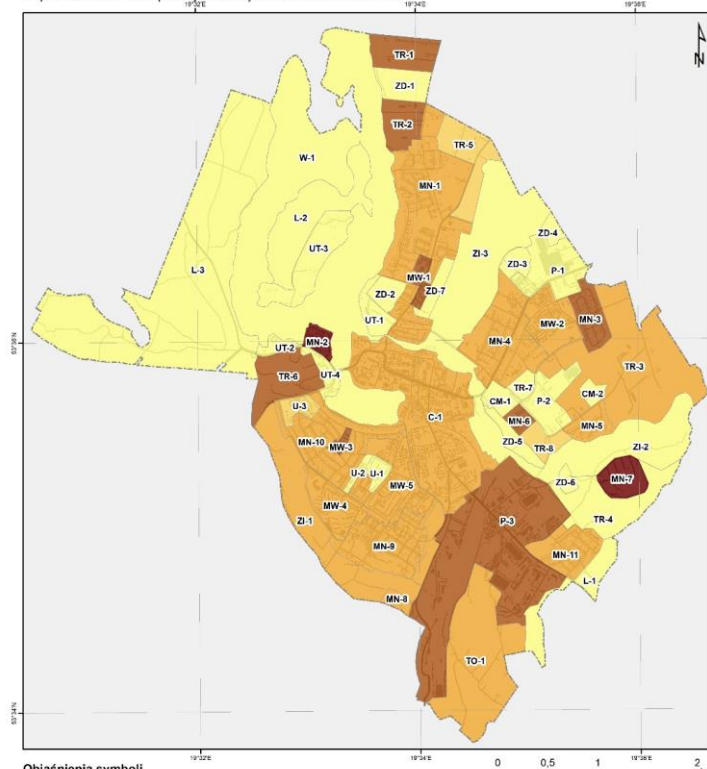 19°32'E 19°34'E 19°36'E
N
TR-1
ZD-1
TR-2
TR-5
W-1
MN-1
L-2
ZD-4
UT-3
ZI-3
ZD-3
P-1
L-3
MW-1
ZD-2
ZD-7
UT-1
MW-2
MN-3
MN-4
MN-2
UT-2
TR-3
TR-6
UT-4
TR-7
CM-2
CM-1
P-2
U-3
C-1
MN-6
MN-5
MN-10
MW-3
ZD-5
TR-8
ZI-2
U-2
U-1
MW-5
ZD-6
MN-7
MW-4
ZI-1
P-3
TR-4
MN-9
MN-11
L-1
MN-8
TO-1
53°34'N
19°32'E 19°34'E 19°36'E
Objaśnienia symboli
0 0,5 1 2